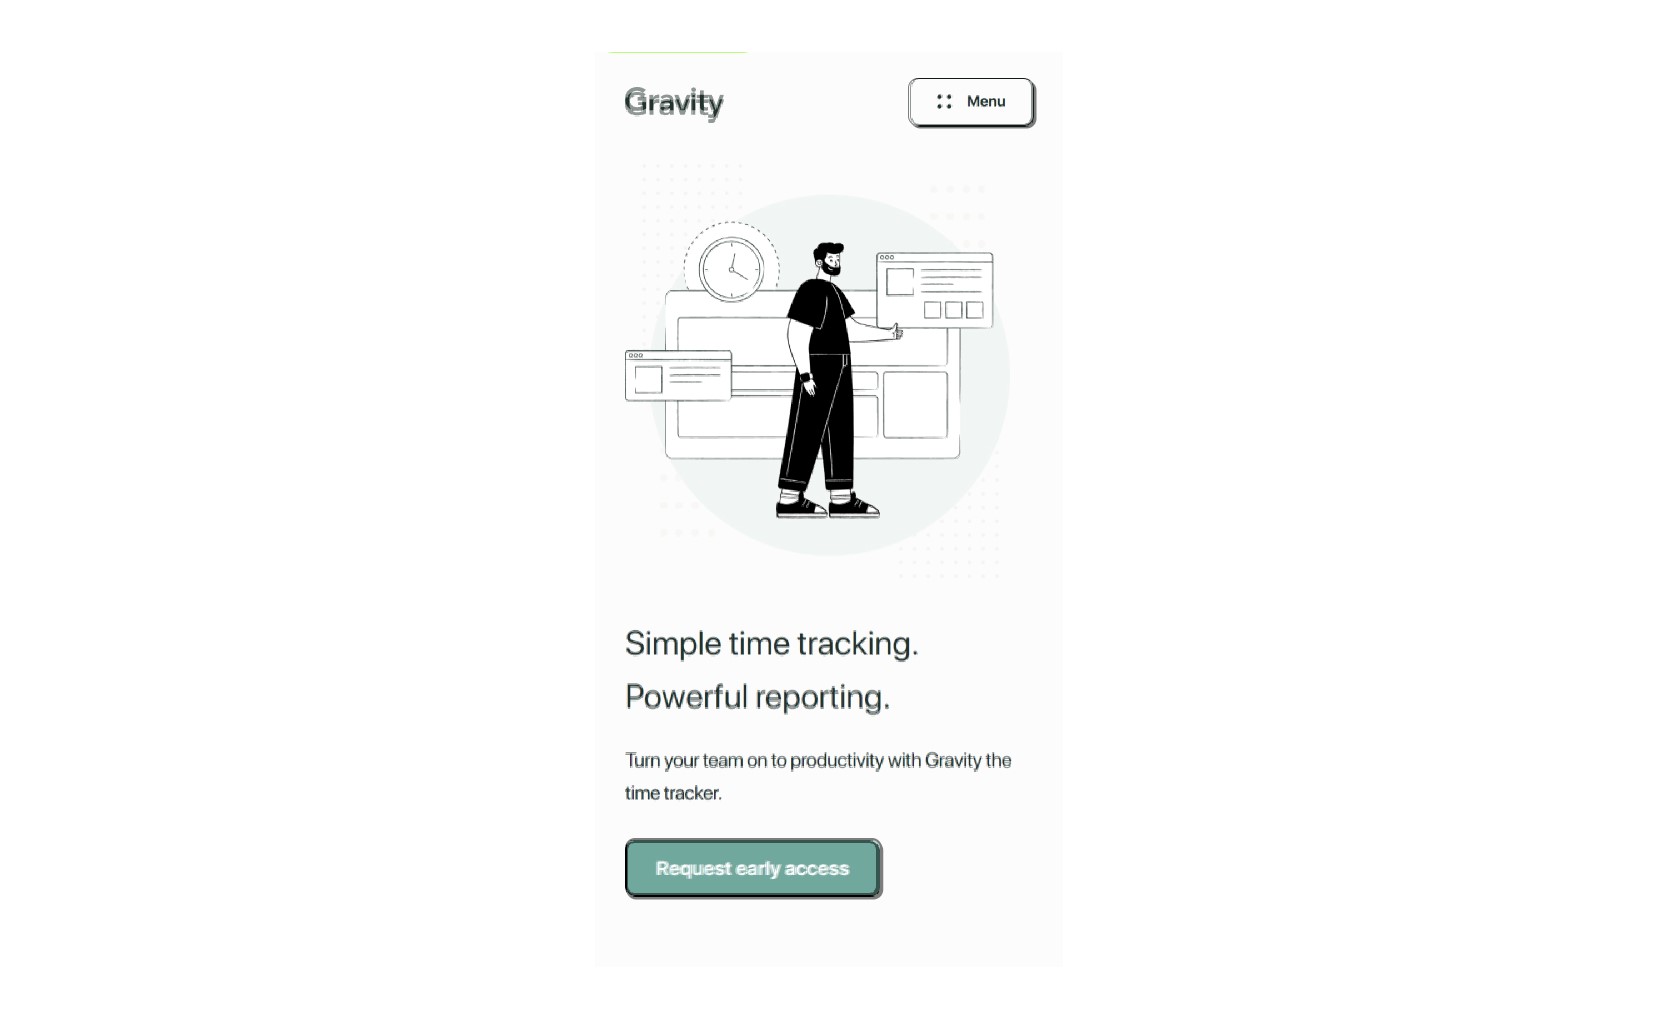 Gravity
Menu
Simple time tracking.
Powerful reporting.
Turn your team on to productivity with Gravity the
time tracker.
Request early access